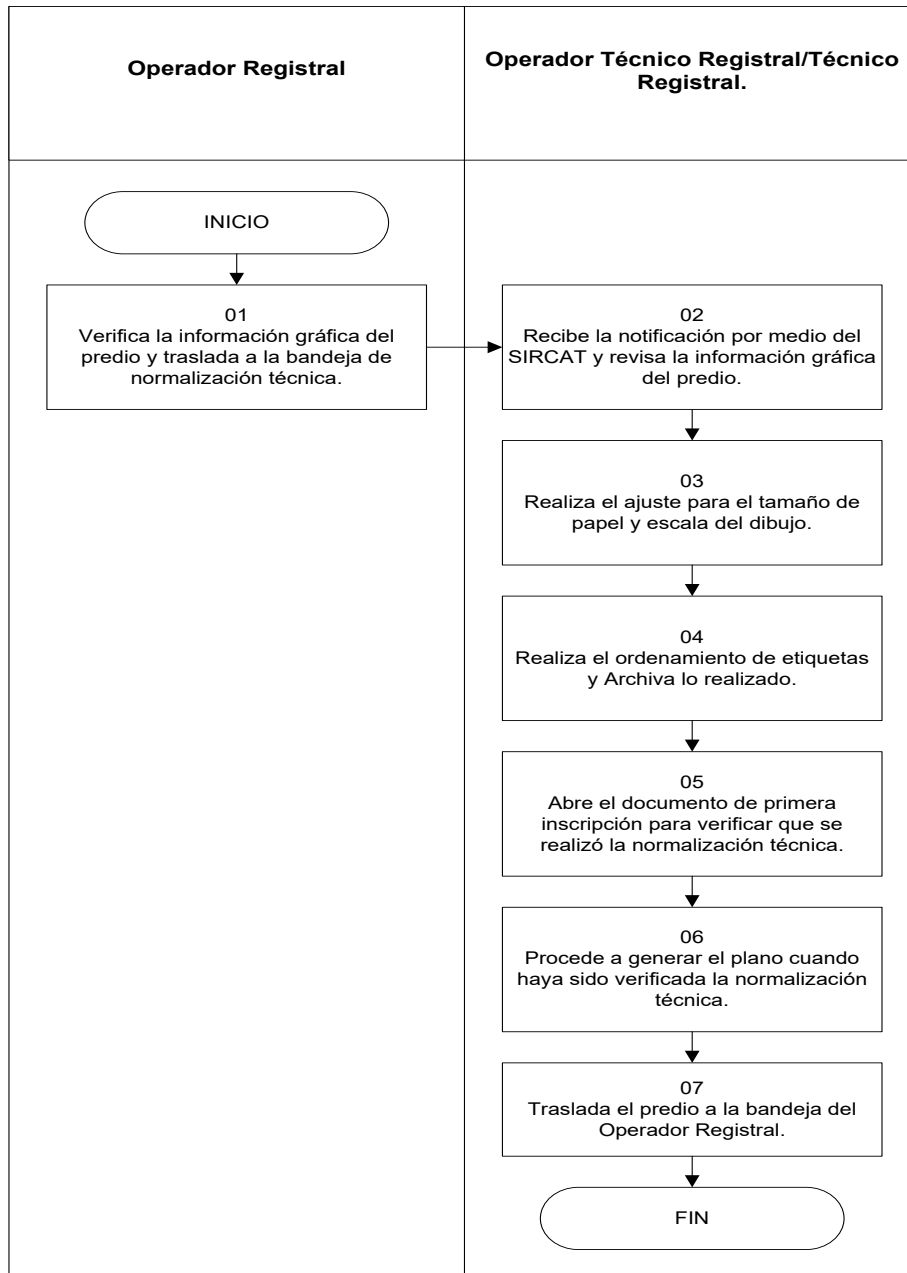 Operador Registral
Operador Técnico Registral/Técnico
Registral.
INICIO
01
Verifica la información gráfica del
predio y traslada a la bandeja de
normalización técnica.
02
Recibe la notificación por medio del
SIRCAT y revisa la información gráfica
del predio.
03
Realiza el ajuste para el tamaño de
papel y escala del dibujo.
04
Realiza el ordenamiento de etiquetas
y Archiva lo realizado.
05
Abre el documento de primera
inscripción para verificar que se
realizó la normalización técnica.
06
Procede a generar el plano cuando
haya sido verificada la normalización
técnica.
07
Traslada el predio a la bandeja del
Operador Registral.
FIN